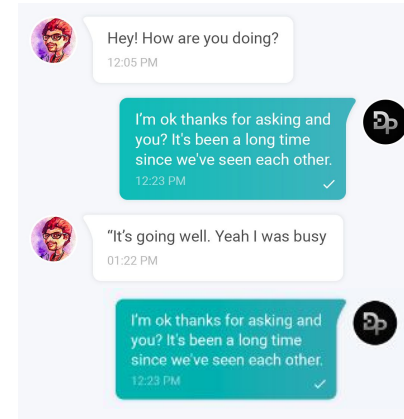 Hey! How are you doing?
12:05 PM
I'm ok thanks for asking and
you? It's been a long time
since we've seen each other.
12:23 PM
“It's going well. Yeah I was busy
01:22 PM
I'm ok thanks for asking and
you? It's been a long time
since we've seen each other.
12:23 PM